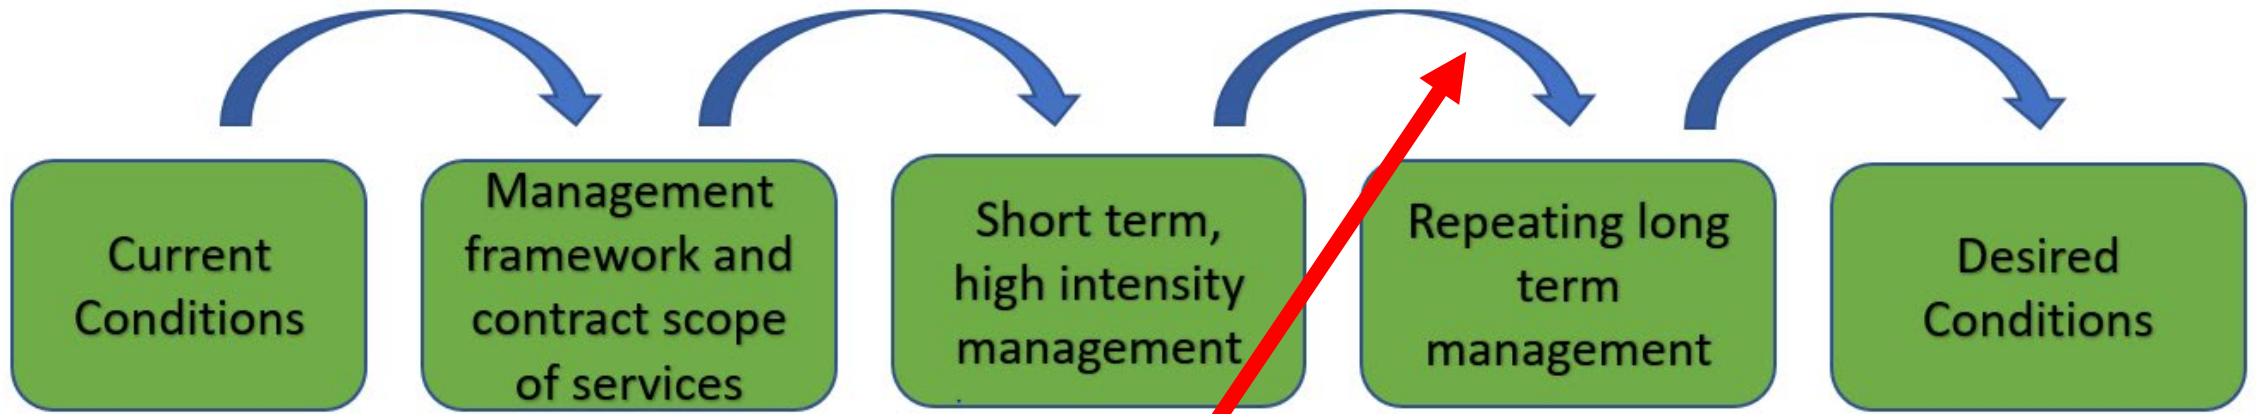 Current
Conditions
Management
framework and
contract scope
of services
Short term,
high intensity
management
Repeating long
term
management
Desired
Conditions